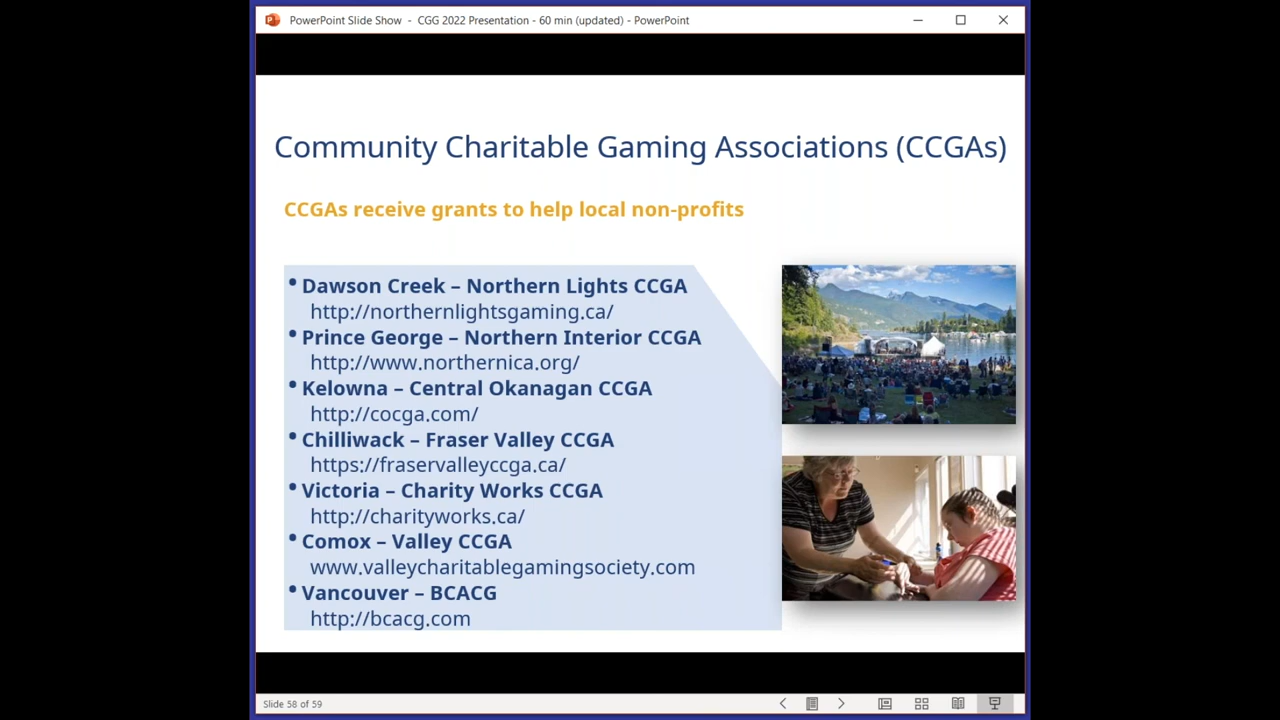 PowerPoint Slide Show - CGG 2022 Presentation - 60 min (updated) - PowerPoint
Community Charitable Gaming Associations (CCGAs)
CCGAs receive grants to help local non-profits
• Dawson Creek – Northern Lights CCGA
http://northernlightsgaming.ca/
• Prince George – Northern Interior CCGA
http://www.northernica.org/
• Kelowna – Central Okanagan CCGA
http://cocga.com/
• Chilliwack – Fraser Valley CCGA
https://fraservalleyccga.ca/
• Victoria – Charity Works CCGA
http://charityworks.ca/
• Comox – Valley CCGA
www.valleycharitablegamingsociety.com
• Vancouver – BCACG
http://bcacg.com
Slide 58 of 59